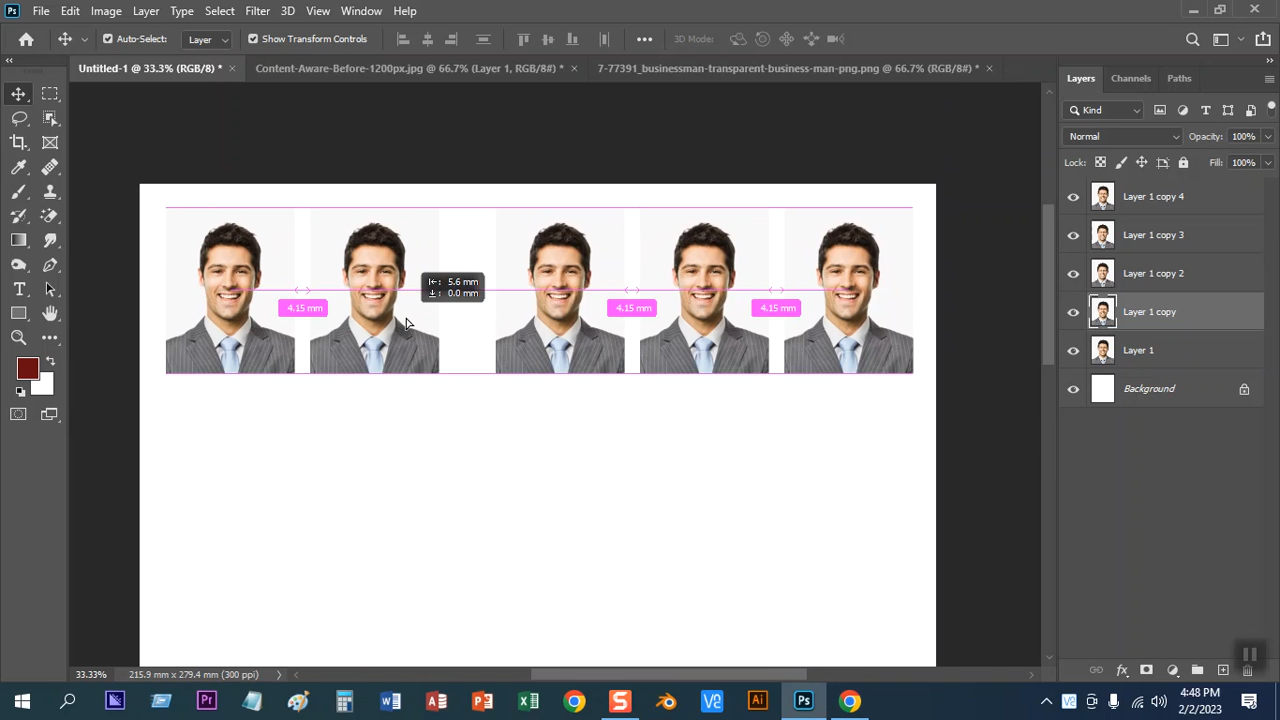 Ps File Edit Image Layer Type Select Filter 3D View Window Help
Auto-Select: Layer Show Transform Controls 3D Mode:
Untitled-1 @ 33.3% (RGB/8) * Content-Aware-Before-1200px.jpg @ 66.7% (Layer 1, RGB/8#) * 7-77391_businessman-transparent-business-man-png.png @ 66.7% (RGB/8#) *
Layers Channels Paths
Kind
Normal Opacity: 100%
Lock: Fill: 100%
Layer 1 copy 4
Layer 1 copy 3
Layer 1 copy 2
Layer 1 copy
Layer 1
Background
5.6 mm
0.0 mm
4.15 mm 4.15 mm 4.15 mm
33.33% 215.9 mm x 279.4 mm (300 ppi)
4:48 PM
2/2/2023